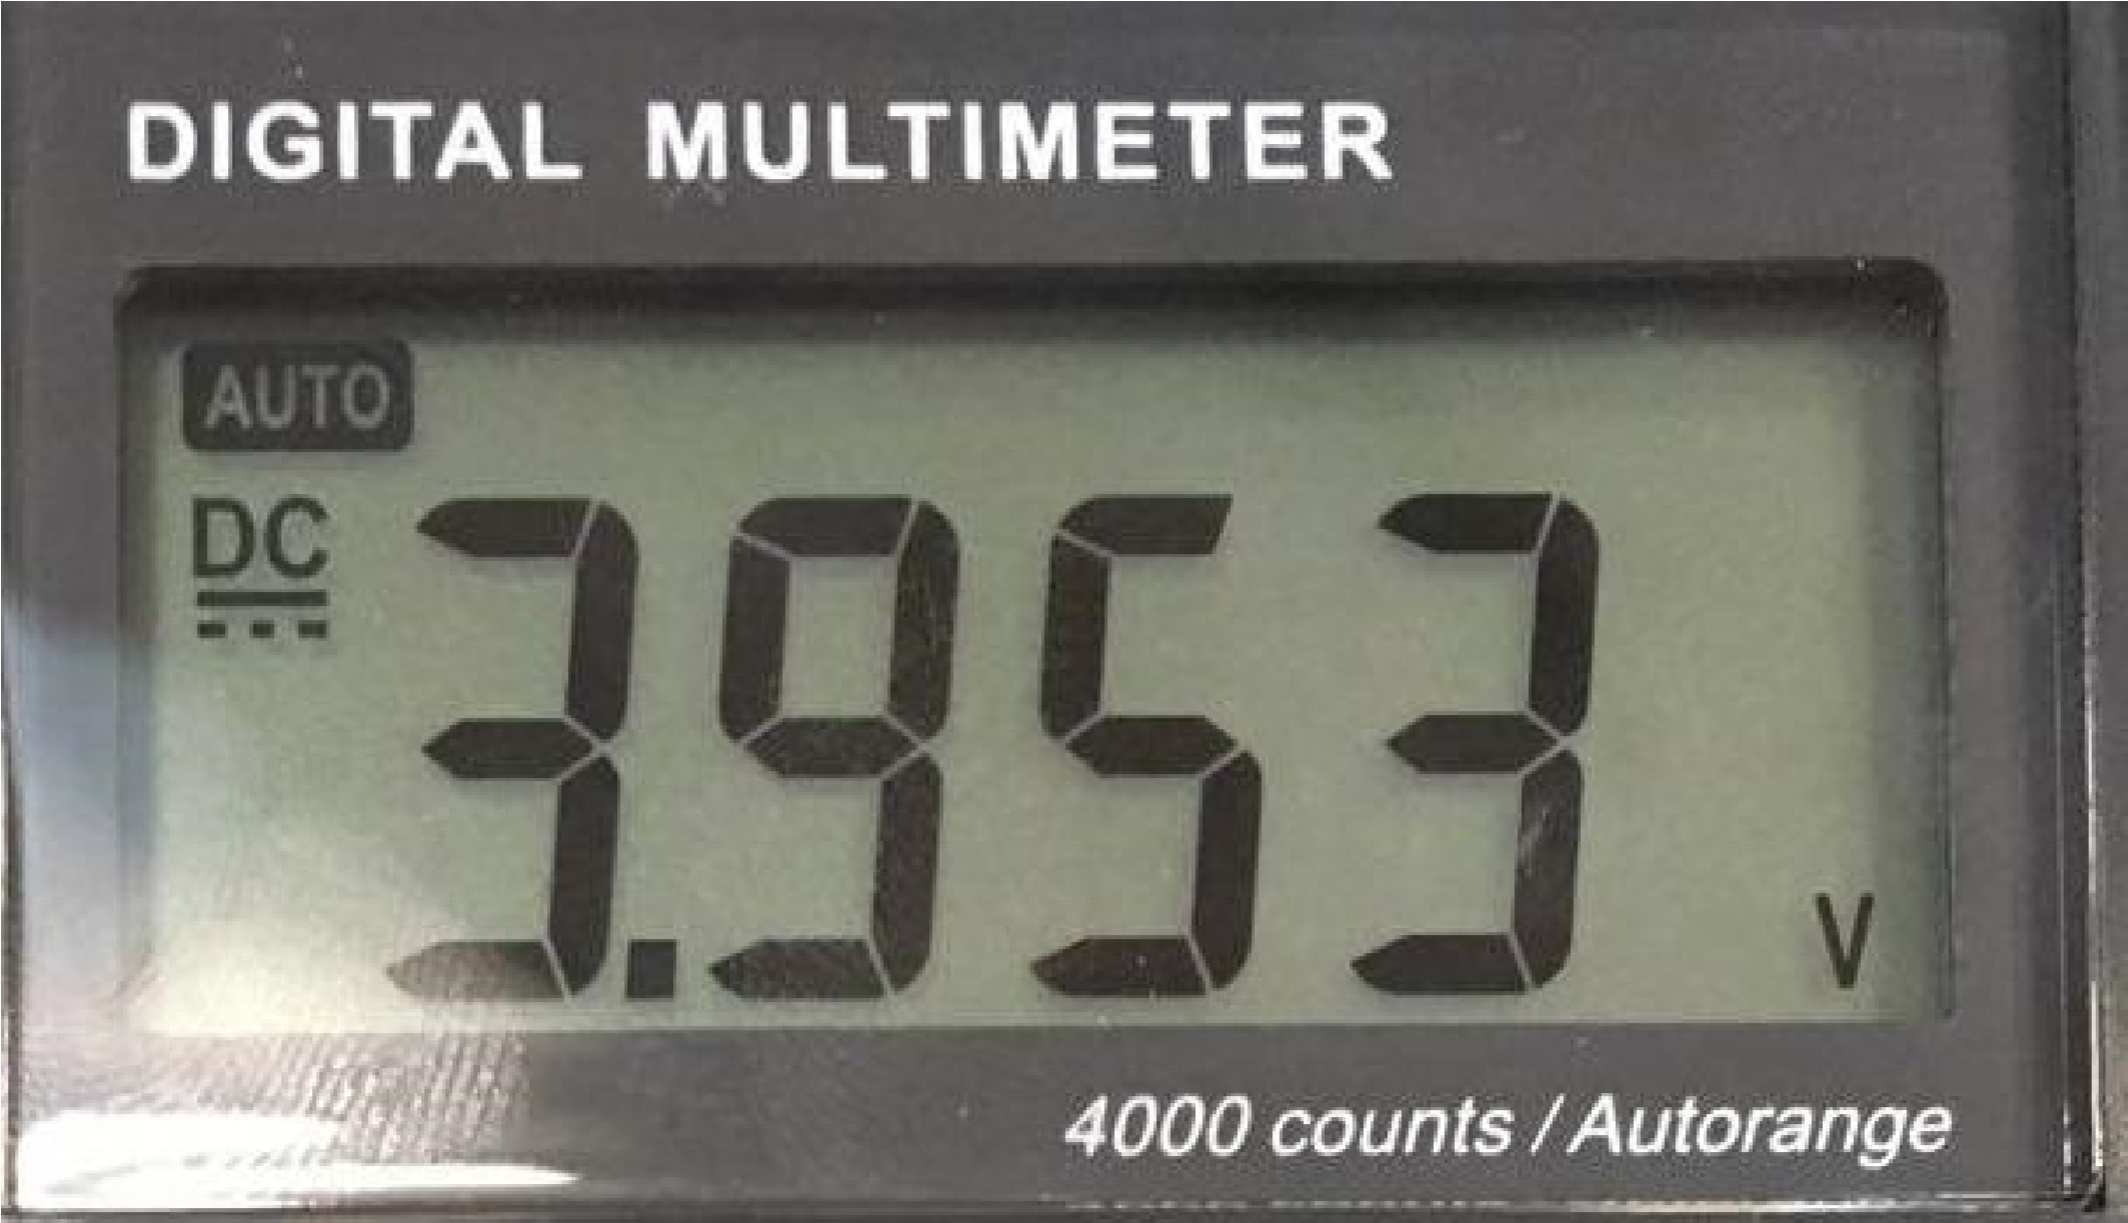 DIGITAL MULTIMETER
AUTO
DC
3.953
V
4000 counts / Autorange